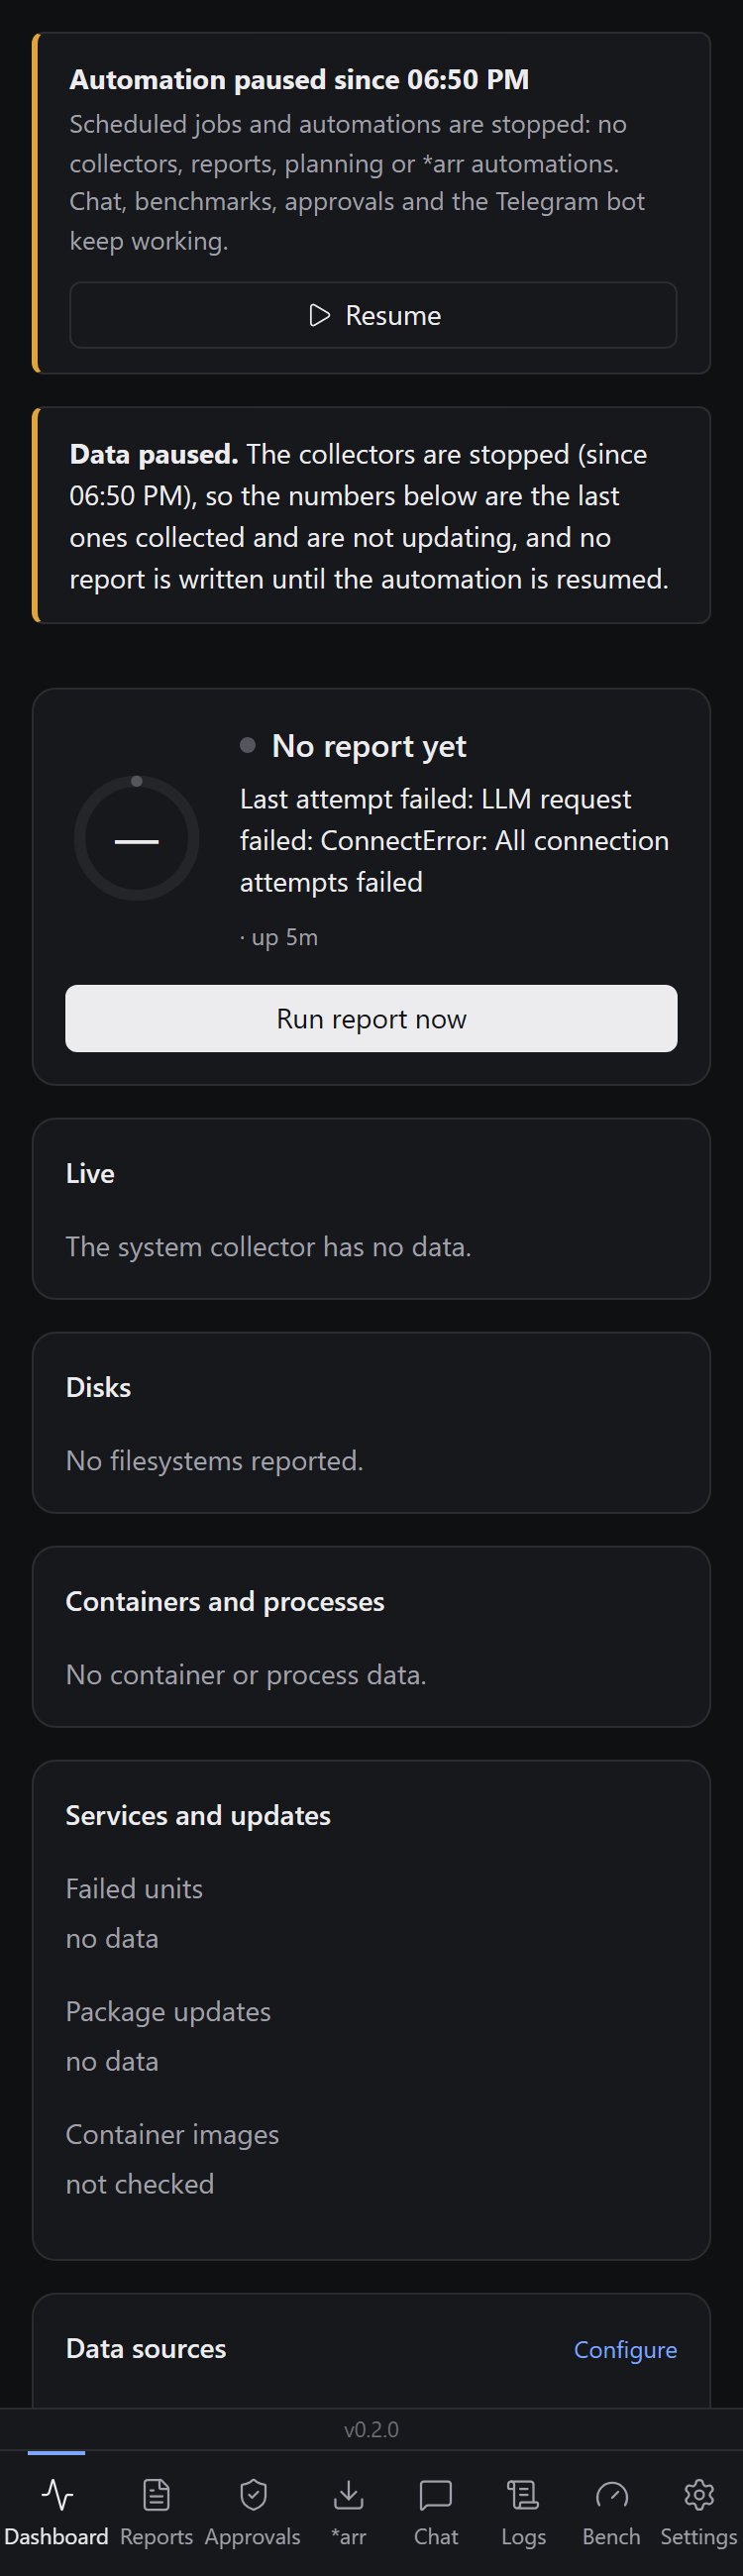 Automation paused since 06:50 PM
Scheduled jobs and automations are stopped: no
collectors, reports, planning or *arr automations.
Chat, benchmarks, approvals and the Telegram bot
keep working.
Resume
Data paused. The collectors are stopped (since
06:50 PM), so the numbers below are the last
ones collected and are not updating, and no
report is written until the automation is resumed.
—
No report yet
Last attempt failed: LLM request
failed: ConnectError: All connection
attempts failed
· up 5m
Run report now
Live
The system collector has no data.
Disks
No filesystems reported.
Containers and processes
No container or process data.
Services and updates
Failed units
no data
Package updates
no data
Container images
not checked
Data sources Configure
v0.2.0
Dashboard Reports Approvals *arr Chat Logs Bench Settings